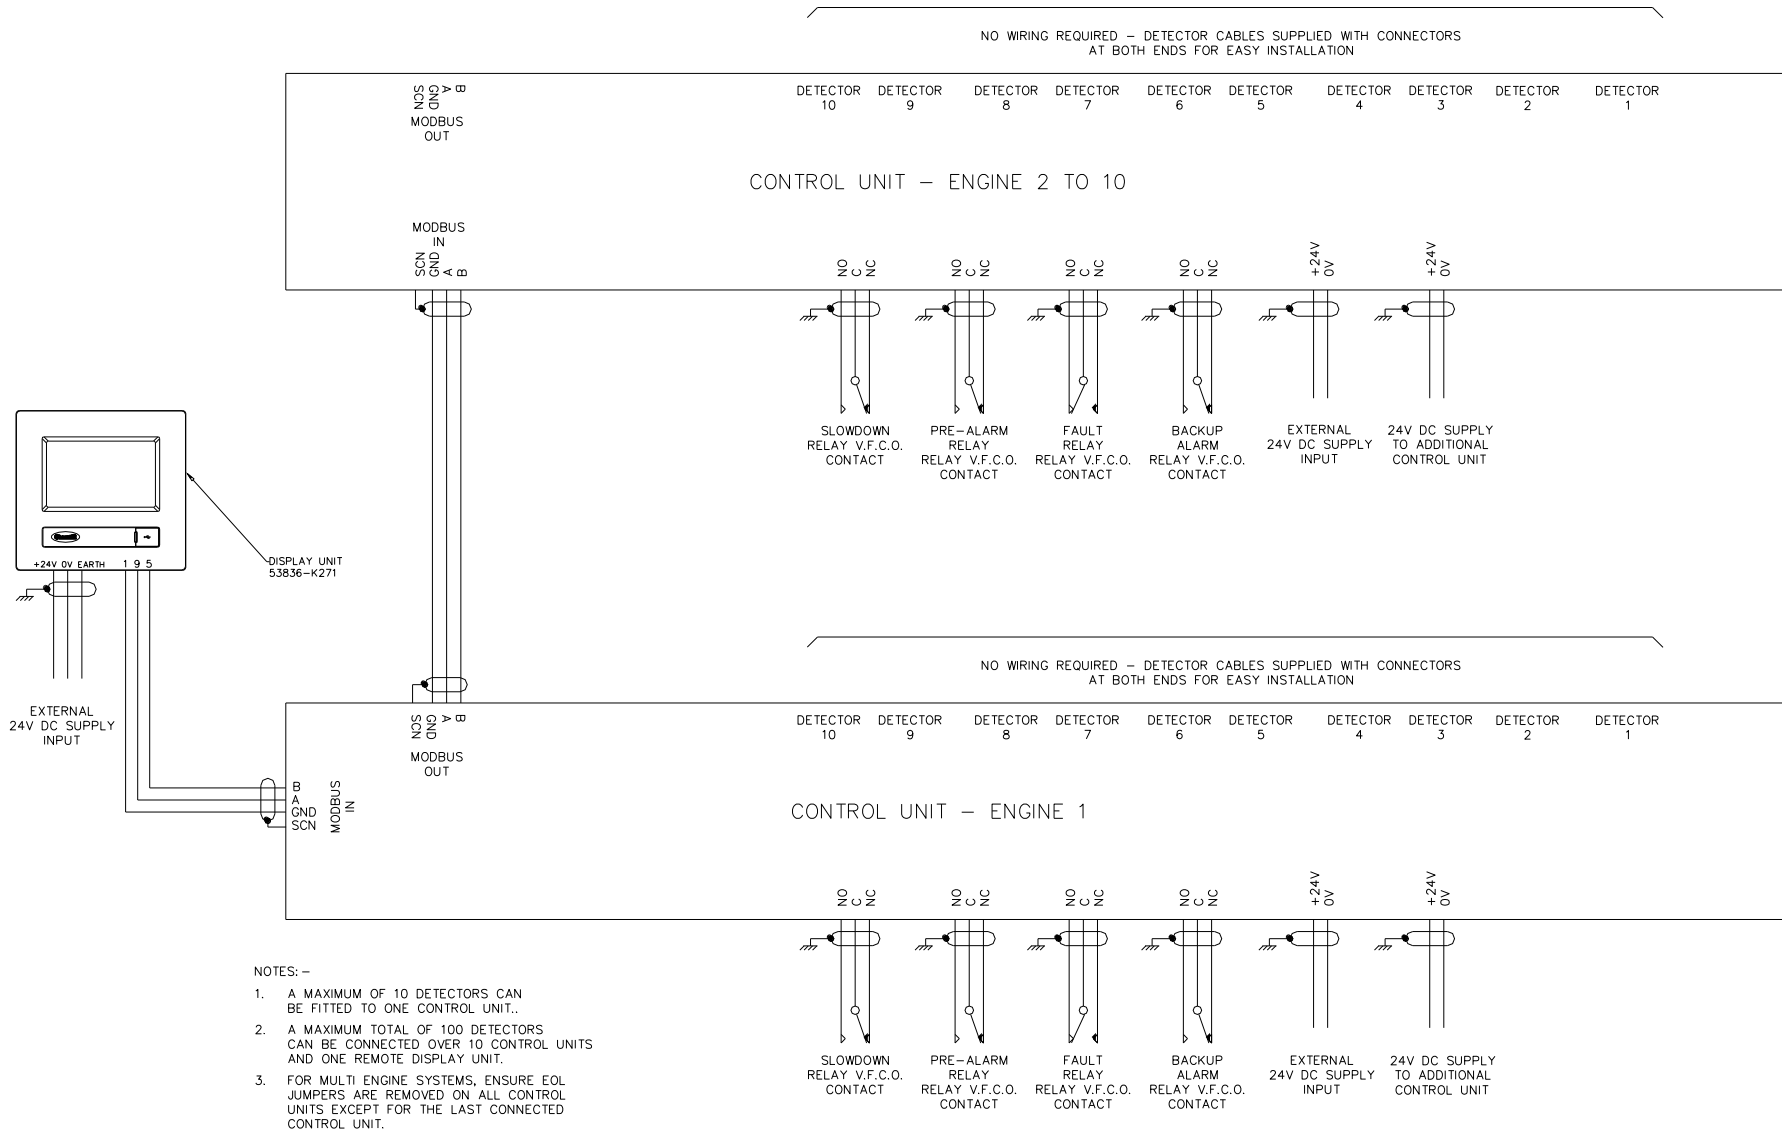 NO WIRING REQUIRED – DETECTOR CABLES SUPPLIED WITH CONNECTORS
AT BOTH ENDS FOR EASY INSTALLATION
SCN GND A B
MODBUS
OUT
DETECTOR 10
DETECTOR 9
DETECTOR 8
DETECTOR 7
DETECTOR 6
DETECTOR 5
DETECTOR 4
DETECTOR 3
DETECTOR 2
DETECTOR 1
CONTROL UNIT – ENGINE 2 TO 10
MODBUS
IN
SCN GND A B
NO C NC
NO C NC
NO C NC
NO C NC
+24V 0V
+24V 0V
SLOWDOWN
RELAY V.F.C.O.
CONTACT
PRE–ALARM
RELAY
RELAY V.F.C.O.
CONTACT
FAULT
RELAY
RELAY V.F.C.O.
CONTACT
BACKUP
ALARM
RELAY V.F.C.O.
CONTACT
EXTERNAL
24V DC SUPPLY
INPUT
24V DC SUPPLY
TO ADDITIONAL
CONTROL UNIT
DISPLAY UNIT
53836–K271
+24V 0V EARTH 1 9 5
EXTERNAL
24V DC SUPPLY
INPUT
NO WIRING REQUIRED – DETECTOR CABLES SUPPLIED WITH CONNECTORS
AT BOTH ENDS FOR EASY INSTALLATION
SCN GND A B
MODBUS
OUT
DETECTOR 10
DETECTOR 9
DETECTOR 8
DETECTOR 7
DETECTOR 6
DETECTOR 5
DETECTOR 4
DETECTOR 3
DETECTOR 2
DETECTOR 1
B
A
GND
SCN
MODBUS
IN
CONTROL UNIT – ENGINE 1
NO C NC
NO C NC
NO C NC
NO C NC
+24V 0V
+24V 0V
SLOWDOWN
RELAY V.F.C.O.
CONTACT
PRE–ALARM
RELAY
RELAY V.F.C.O.
CONTACT
FAULT
RELAY
RELAY V.F.C.O.
CONTACT
BACKUP
ALARM
RELAY V.F.C.O.
CONTACT
EXTERNAL
24V DC SUPPLY
INPUT
24V DC SUPPLY
TO ADDITIONAL
CONTROL UNIT
NOTES: –
1. A MAXIMUM OF 10 DETECTORS CAN
BE FITTED TO ONE CONTROL UNIT..
2. A MAXIMUM TOTAL OF 100 DETECTORS
CAN BE CONNECTED OVER 10 CONTROL UNITS
AND ONE REMOTE DISPLAY UNIT.
3. FOR MULTI ENGINE SYSTEMS, ENSURE EOL
JUMPERS ARE REMOVED ON ALL CONTROL
UNITS EXCEPT FOR THE LAST CONNECTED
CONTROL UNIT.